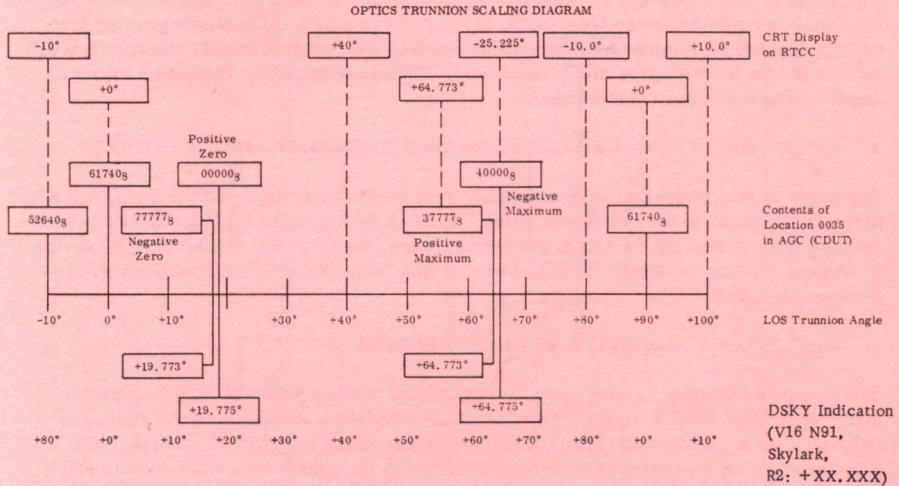 OPTICS TRUNNION SCALING DIAGRAM
-10° +40° -25.225° -10.0° +10.0° CRT Display
on RTCC
+0° +64.773° +0°
Positive
Zero
61740₈ 00000₈ 40000₈
Negative
Maximum
52640₈ 77777₈ 37777₈ 61740₈ Contents of
Location 0035
in AGC (CDUT)
Negative
Zero
Positive
Maximum
-10° 0° +10° +30° +40° +50° +60° +70° +80° +90° +100° LOS Trunnion Angle
+19.773° +64.773°
+19.775° +64.775°
+80° +0° +10° +20° +30° +40° +50° +60° +70° +80° +0° +10° DSKY Indication
(V16 N91,
Skylark,
R2: +XX.XXX)